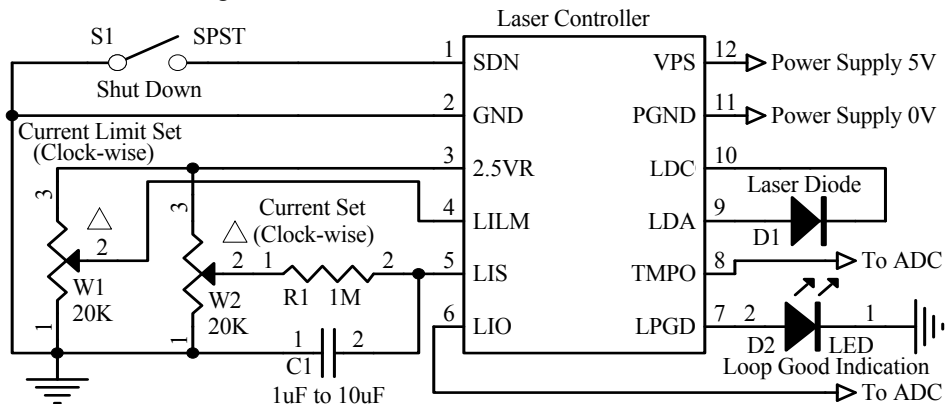 Laser Controller
S1 SPST
Shut Down
1 SDN VPS 12 Power Supply 5V
2 GND PGND 11 Power Supply 0V
Current Limit Set
(Clock-wise)
3 2.5VR LDC 10
Laser Diode
3 3
4 LILM LDA 9 D1
Current Set
(Clock-wise)
2 2 1 2
5 LIS TMPO 8 To ADC
W1
20K
W2
20K
R1 1M
6 LIO LPGD 7 2 1
D2 LED
1 1 1 2
C1
1uF to 10uF
Loop Good Indication
To ADC